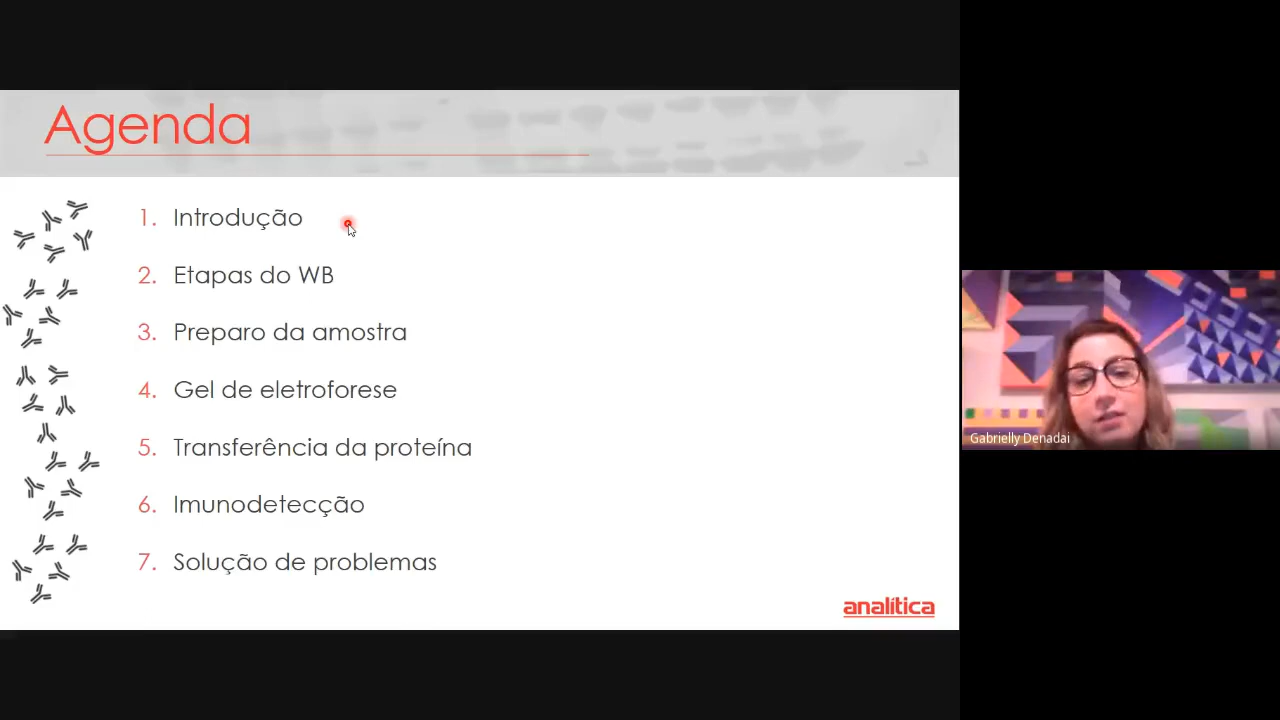 Agenda
1. Introdução
2. Etapas do WB
3. Preparo da amostra
4. Gel de eletroforese
5. Transferência da proteína
6. Imunodetecção
7. Solução de problemas
analítica
Gabrielly Denadai